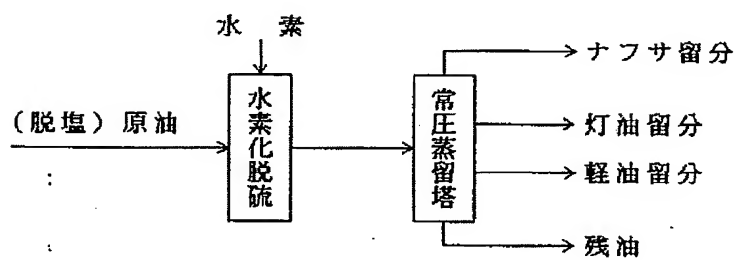 水 素
ナフサ留分
(脱塩)原油
水素化脱硫
常圧蒸留塔
灯油留分
軽油留分
残油